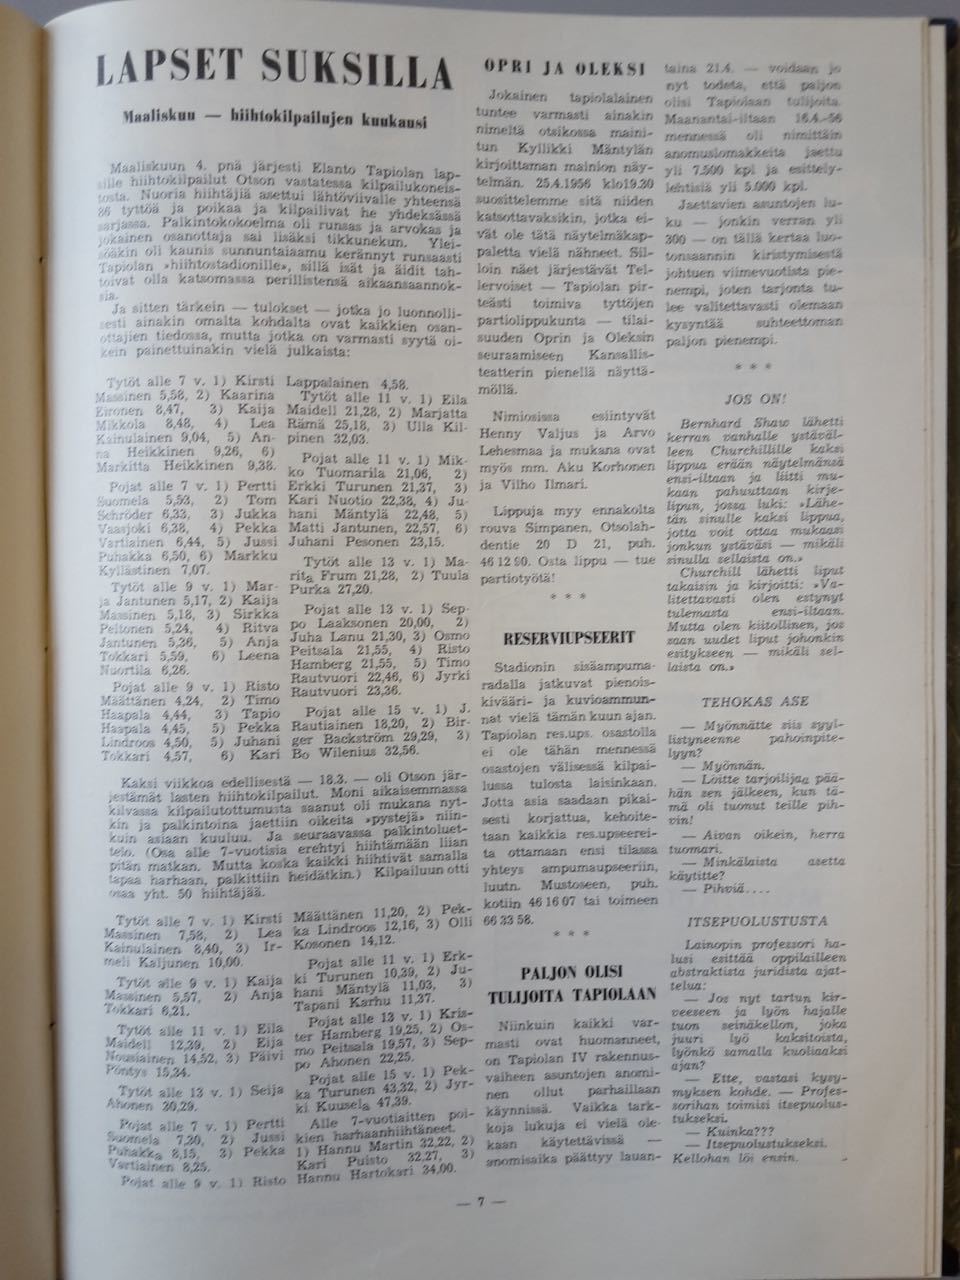 LAPSET SUKSILLA
Maaliskuu — hiihtokilpailujen kuukausi
Maaliskuun 4. pnä järjesti Elanto Tapiolan lap-
sille hiihtokilpailut Otson vastatessa kilpailukoneis-
tosta. Nuoria hiihtäjiä asettui lähtöviivalle yhteensä
86 tyttöä ja poikaa ja kilpailivat he yhdeksässä
sarjassa. Palkintokokoelma oli runsas ja arvokas ja
jokainen osanottaja sai lisäksi tikkunekun. Ylei-
söäkin oli kaunis sunnuntaiaamu kerännyt runsaasti
Tapiolan »hiihtostadionille», sillä isät ja äidit tah-
toivat olla katsomassa perillistensä aikaansaannok-
sia.
Ja sitten tärkein — tulokset — jotka jo luonnolli-
sesti ainakin omalta kohdalta ovat kaikkien osan-
ottajien tiedossa, mutta jotka on varmasti syytä oi-
kein painettuinakin vielä julkaista:
Tytöt alle 7 v. 1) Kirsti
Massinen 5,58, 2) Kaarina
Eironen 8,47, 3) Kaija
Mikkola 8,48, 4) Lea
Kainulainen 9,04, 5) An-
na Heikkinen 9,26, 6)
Markitta Heikkinen 9,38.
Pojat alle 7 v. 1) Pertti
Suomela 5,53, 2) Tom
Schröder 6,33, 3) Jukka
Vaasjoki 6,38, 4) Pekka
Vartiainen 6,44, 5) Jussi
Puhakka 6,50, 6) Markku
Kyllästinen 7,07.
Tytöt alle 9 v. 1) Mar-
ja Jantunen 5,17, 2) Kaija
Massinen 5,18, 3) Sirkka
Peltonen 5,24, 4) Ritva
Jantunen 5,36, 5) Anja
Tokkari 5,59, 6) Leena
Nuortila 6,26.
Pojat alle 9 v. 1) Risto
Määttänen 4,24, 2) Timo
Haapala 4,44, 3) Tapio
Haapala 4,45, 5) Pekka
Lindroos 4,50, 5) Juhani
Tokkari 4,57, 6) Kari
Lappalainen 4,58.
Tytöt alle 11 v. 1) Eila
Maidell 21,28, 2) Marjatta
Rämä 25,18, 3) Ulla Kil-
pinen 32,03.
Pojat alle 11 v. 1) Mik-
ko Tuomarila 21,06, 2)
Erkki Turunen 21,37, 3)
Kari Nuotio 22,38, 4) Ju-
hani Mäntylä 22,48, 5)
Matti Jantunen, 22,57, 6)
Juhani Pesonen 23,15.
Tytöt alle 13 v. 1) Ma-
rita Frum 21,28, 2) Tuula
Purka 27,20.
Pojat alle 13 v. 1) Sep-
po Laaksonen 20,00, 2)
Juha Lanu 21,30, 3) Osmo
Peitsala 21,55, 4) Risto
Hamberg 21,55, 5) Timo
Rautvuori 22,46, 6) Jyrki
Rautvuori 23,36.
Pojat alle 15 v. 1) J.
Rautiainen 18,20, 2) Bir-
ger Backström 29,29, 3)
Bo Wilenius 32,56.
Kaksi viikkoa edellisestä — 18.3. — oli Otson jär-
jestämät lasten hiihtokilpailut. Moni aikaisemmassa
kilvassa kilpailutottumusta saanut oli mukana nyt-
kin ja palkintoina jaettiin oikeita »pystejä» niin-
kuin asiaan kuuluu. Ja seuraavassa palkintoluet-
telo. (Osa alle 7-vuotisia erehtyi hiihtämään liian
pitän matkan. Mutta koska kaikki hiihtivät samalla
tapaa harhaan, palkittiin heidätkin.) Kilpailuun otti
osaa yht. 50 hiihtäjää.
Tytöt alle 7 v. 1) Kirsti
Massinen 7,58, 2) Lea
Kainulainen 8,40, 3) Ir-
meli Kaljunen 10,00.
Tytöt alle 9 v. 1) Kaija
Massinen 5,57, 2) Anja
Tokkari 6,21.
Tytöt alle 11 v. 1) Eila
Maidell 12,39, 2) Eija
Nousiainen 14,52, 3) Päivi
Pöntys 15,34.
Tytöt alle 13 v. 1) Seija
Ahonen 30,29.
Pojat alle 7 v. 1) Pertti
Suomela 7,30, 2) Jussi
Puhakka 8,15, 3) Pekka
Vartiainen 8,25.
Pojat alle 9 v. 1) Risto
Määttänen 11,20, 2) Pek-
ka Lindroos 12,16, 3) Olli
Kosonen 14,12.
Pojat alle 11 v. 1) Erk-
ki Turunen 10,39, 2) Ju-
hani Mäntylä 11,03, 3)
Tapani Karhu 11,37.
Pojat alle 13 v. 1) Kris-
ter Hamberg 19,25, 2) Os-
mo Peitsala 19,57, 3) Sep-
po Ahonen 22,25.
Pojat alle 15 v. 1) Pek-
ka Turunen 43,32, 2) Jyr-
ki Kuusela 47,39.
Alle 7-vuotiaitten poi-
kien harhaanhiihtäneet.
1) Hannu Martin 32,22, 2)
Kari Puisto 32,27, 3)
Hannu Hartokari 34,00.
OPRI JA OLEKSI
Jokainen tapiolalainen
tuntee varmasti ainakin
nimeltä otsikossa maini-
tun Kyllikki Mäntylän
kirjoittaman mainion näy-
telmän. 25.4.1956 klo19.30
suosittelemme sitä niiden
katsottavaksikin, jotka ei-
vät ole tätä näytelmäkap-
paletta vielä nähneet. Sil-
loin näet järjestävät Tel-
lervoiset — Tapiolan pir-
teästi toimiva tyttöjen
partiolippukunta — tilai-
suuden Oprin ja Oleksin
seuraamiseen Kansallis-
teatterin pienellä näyttä-
möllä.
Nimiosissa esiintyvät
Henny Valjus ja Arvo
Lehesmaa ja mukana ovat
myös mm. Aku Korhonen
ja Vilho Ilmari.
Lippuja myy ennakolta
rouva Simpanen, Otsolah-
dentie 20 D 21, puh.
46 12 90. Osta lippu — tue
partiotyötä!
* * *
RESERVIUPSEERIT
Stadionin sisäampuma-
radalla jatkuvat pienois-
kivääri- ja kuvioammun-
nat vielä tämän kuun ajan.
Tapiolan res.ups. osastolla
ei ole tähän mennessä
osastojen välisessä kilpai-
lussa tulosta laisinkaan.
Jotta asia saadaan pikai-
sesti korjattua, kehoite-
taan kaikkia res.upseerei-
ta ottamaan ensi tilassa
yhteys ampumaupseeriin,
luutn. Mustoseen, puh.
kotiin 46 16 07 tai toimeen
66 33 58.
* * *
PALJON OLISI
TULIJOITA TAPIOLAAN
Niinkuin kaikki var-
masti ovat huomanneet,
on Tapiolan IV rakennus-
vaiheen asuntojen anomi-
nen ollut parhaillaan
käynnissä. Vaikka tark-
koja lukuja ei vielä ole-
kaan käytettävissä —
anomisaika päättyy lauan-
taina 21.4. — voidaan jo
nyt todeta, että paljon
olisi Tapiolaan tulijoita.
Maanantai-iltaan 16.4.-56
mennessä oli nimittäin
anomuslomakkeita jaettu
yli 7.500 kpl ja esittely-
lehtisiä yli 5.000 kpl.
Jaettavien asuntojen lu-
ku — jonkin verran yli
300 — on tällä kertaa luo-
tonsaannin kiristymisestä
johtuen viimevuotista pie-
nempi, joten tarjonta tu-
lee valitettavasti olemaan
kysyntää suhteettoman
paljon pienempi.
* * *
JOS ON!
Bernhard Shaw lähetti
kerran vanhalle ystäväl-
leen Churchillille kaksi
lippua erään näytelmänsä
ensi-iltaan ja liitti mu-
kaan pahuuttaan kirje-
lipun, jossa luki: »Lähe-
tän sinulle kaksi lippua,
jotta voit ottaa mukaasi
jonkun ystäväsi — mikäli
sinulla sellaista on.»
Churchill lähetti liput
takaisin ja kirjoitti: »Va-
litettavasti olen estynyt
tulemasta ensi-iltaan.
Mutta olen kiitollinen, jos
saan uudet liput johonkin
esitykseen — mikäli sel-
laista on.»
TEHOKAS ASE
— Myönnätte siis syyl-
listyneenne pahoinpite-
lyyn?
— Myönnän.
— Loitte tarjoilijaa pää-
hän sen jälkeen, kun tä-
mä oli tuonut teille pih-
vin!
— Aivan oikein, herra
tuomari.
— Minkälaista asetta
käytitte?
— Pihviä....
ITSEPUOLUSTUSTA
Lainopin professori ha-
lusi esittää oppilailleen
abstraktista juridista ajat-
telua:
— Jos nyt tartun kir-
veeseen ja lyön hajalle
tuon seinäkellon, joka
juuri lyö kaksitoista,
lyönkö samalla kuoliaaksi
ajan?
— Ette, vastasi kysy-
myksen kohde. — Profes-
sorihan toimisi itsepuolus-
tukseksi.
— Kuinka???
— Itsepuolustukseksi.
Kellohan löi ensin.
— 7 —